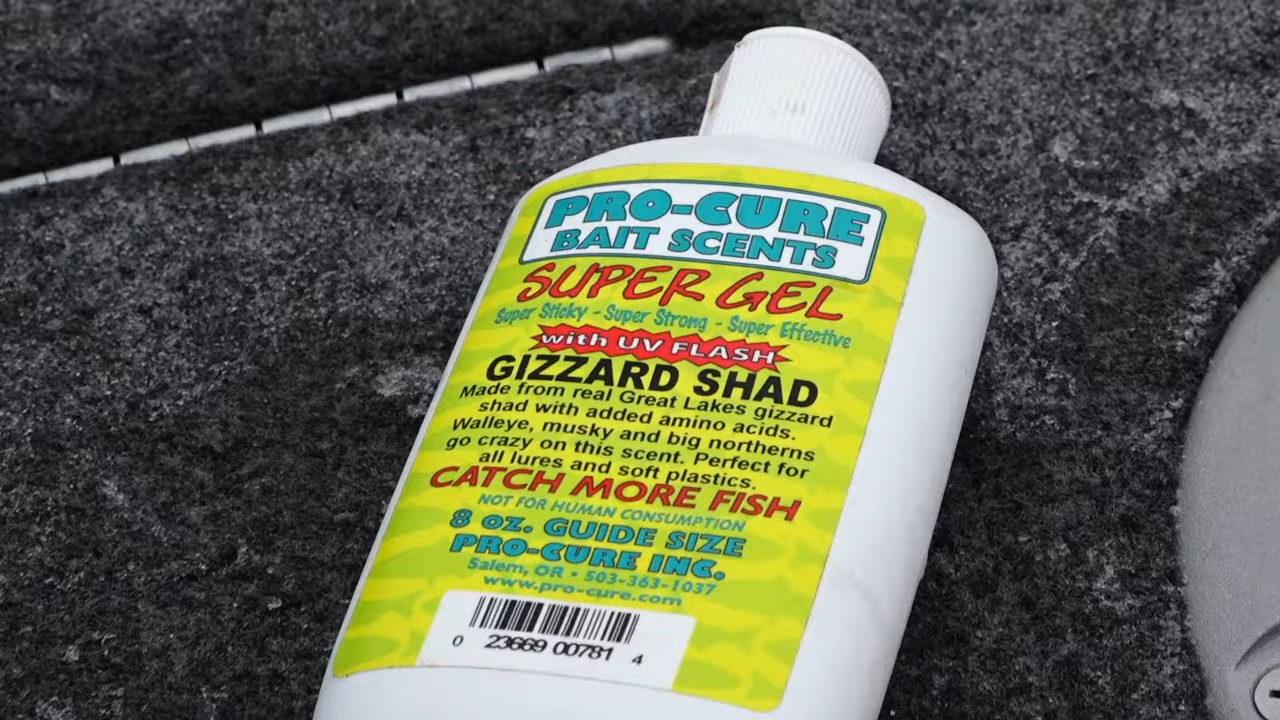 PRO-CURE
BAIT SCENTS
SUPER GEL
Super Sticky - Super Strong - Super Effective
with UV FLASH
GIZZARD SHAD
Made from real Great Lakes gizzard
shad with added amino acids.
Walleye, musky and big northerns
go crazy on this scent. Perfect for
all lures and soft plastics.
CATCH MORE FISH
NOT FOR HUMAN CONSUMPTION
8 oz. GUIDE SIZE
PRO-CURE INC.
Salem, OR • 503-363-1037
www.pro-cure.com
0 23669 00781 4